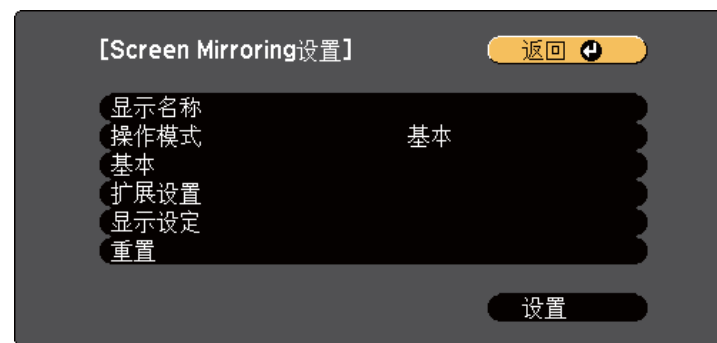 [Screen Mirroring设置] 返回
显示名称
操作模式 基本
基本
扩展设置
显示设定
重置
设置